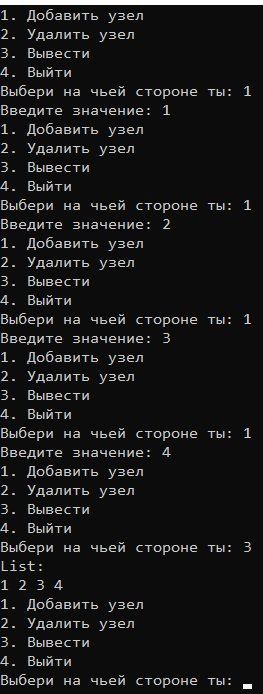 1. Добавить узел
2. Удалить узел
3. Вывести
4. Выйти
Выбери на чьей стороне ты: 1
Введите значение: 1
1. Добавить узел
2. Удалить узел
3. Вывести
4. Выйти
Выбери на чьей стороне ты: 1
Введите значение: 2
1. Добавить узел
2. Удалить узел
3. Вывести
4. Выйти
Выбери на чьей стороне ты: 1
Введите значение: 3
1. Добавить узел
2. Удалить узел
3. Вывести
4. Выйти
Выбери на чьей стороне ты: 1
Введите значение: 4
1. Добавить узел
2. Удалить узел
3. Вывести
4. Выйти
Выбери на чьей стороне ты: 3
List:
1 2 3 4
1. Добавить узел
2. Удалить узел
3. Вывести
4. Выйти
Выбери на чьей стороне ты: